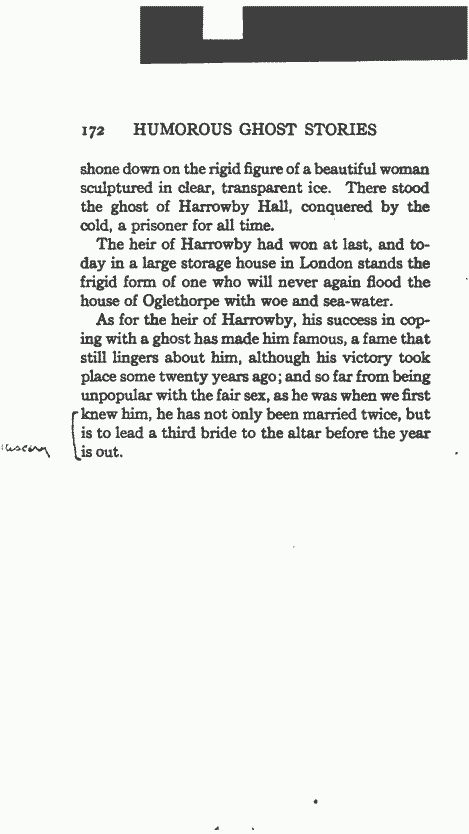 172 HUMOROUS GHOST STORIES
shone down on the rigid figure of a beautiful woman
sculptured in clear, transparent ice. There stood
the ghost of Harrowby Hall, conquered by the
cold, a prisoner for all time.
The heir of Harrowby had won at last, and to-
day in a large storage house in London stands the
frigid form of one who will never again flood the
house of Oglethorpe with woe and sea-water.
As for the heir of Harrowby, his success in cop-
ing with a ghost has made him famous, a fame that
still lingers about him, although his victory took
place some twenty years ago; and so far from being
unpopular with the fair sex, as he was when we first
knew him, he has not only been married twice, but
is to lead a third bride to the altar before the year
is out.